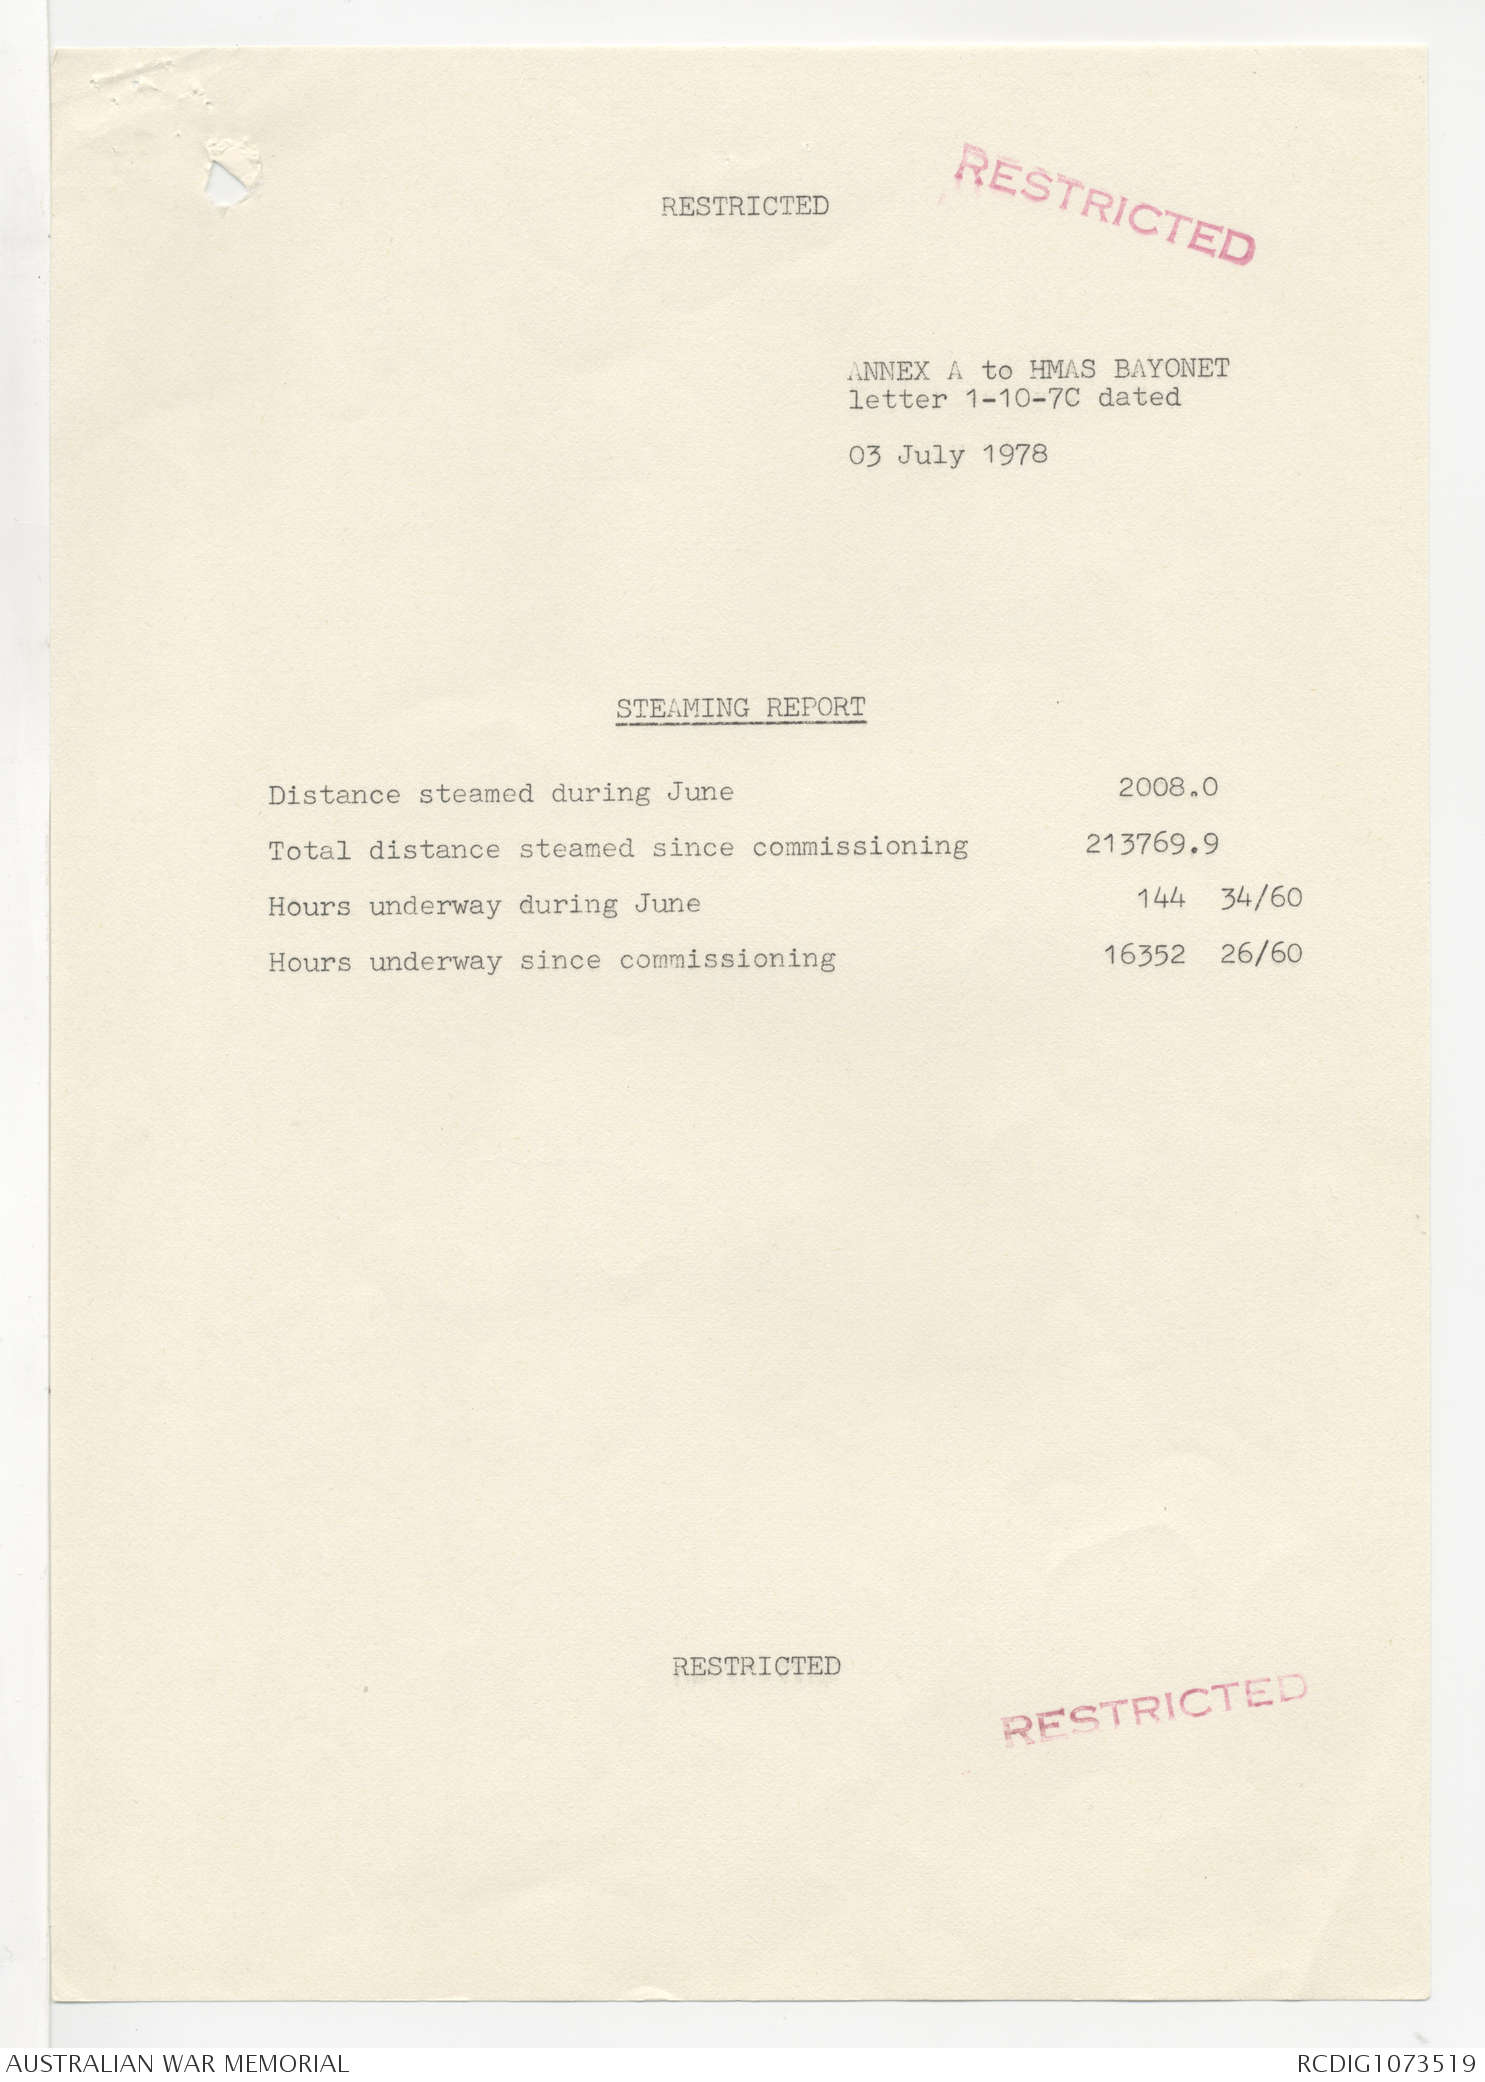 RESTRICTED
RESTRICTED
ANNEX A to HMAS BAYONET
letter 1-10-7C dated
03 July 1978
STEAMING REPORT
Distance steamed during June 2008.0
Total distance steamed since commissioning 213769.9
Hours underway during June 144 34/60
Hours underway since commissioning 16352 26/60
RESTRICTED
RESTRICTED
AUSTRALIAN WAR MEMORIAL RCDIG1073519